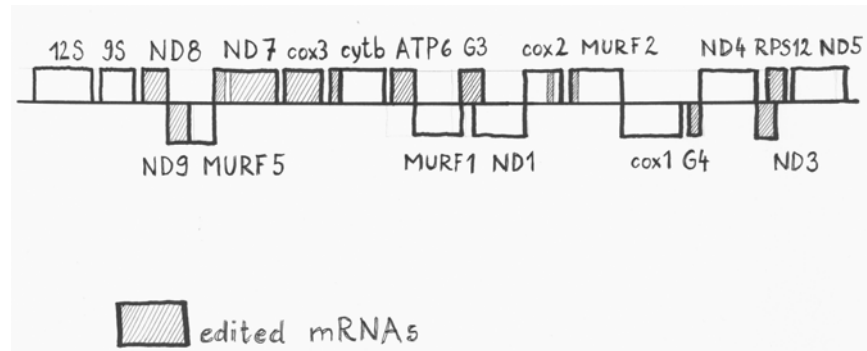 12S 9S ND8 ND7 cox3 cytb ATP6 G3 cox2 MURF2 ND4 RPS12 ND5
ND9 MURF5 MURF1 ND1 cox1 G4 ND3
edited mRNAs